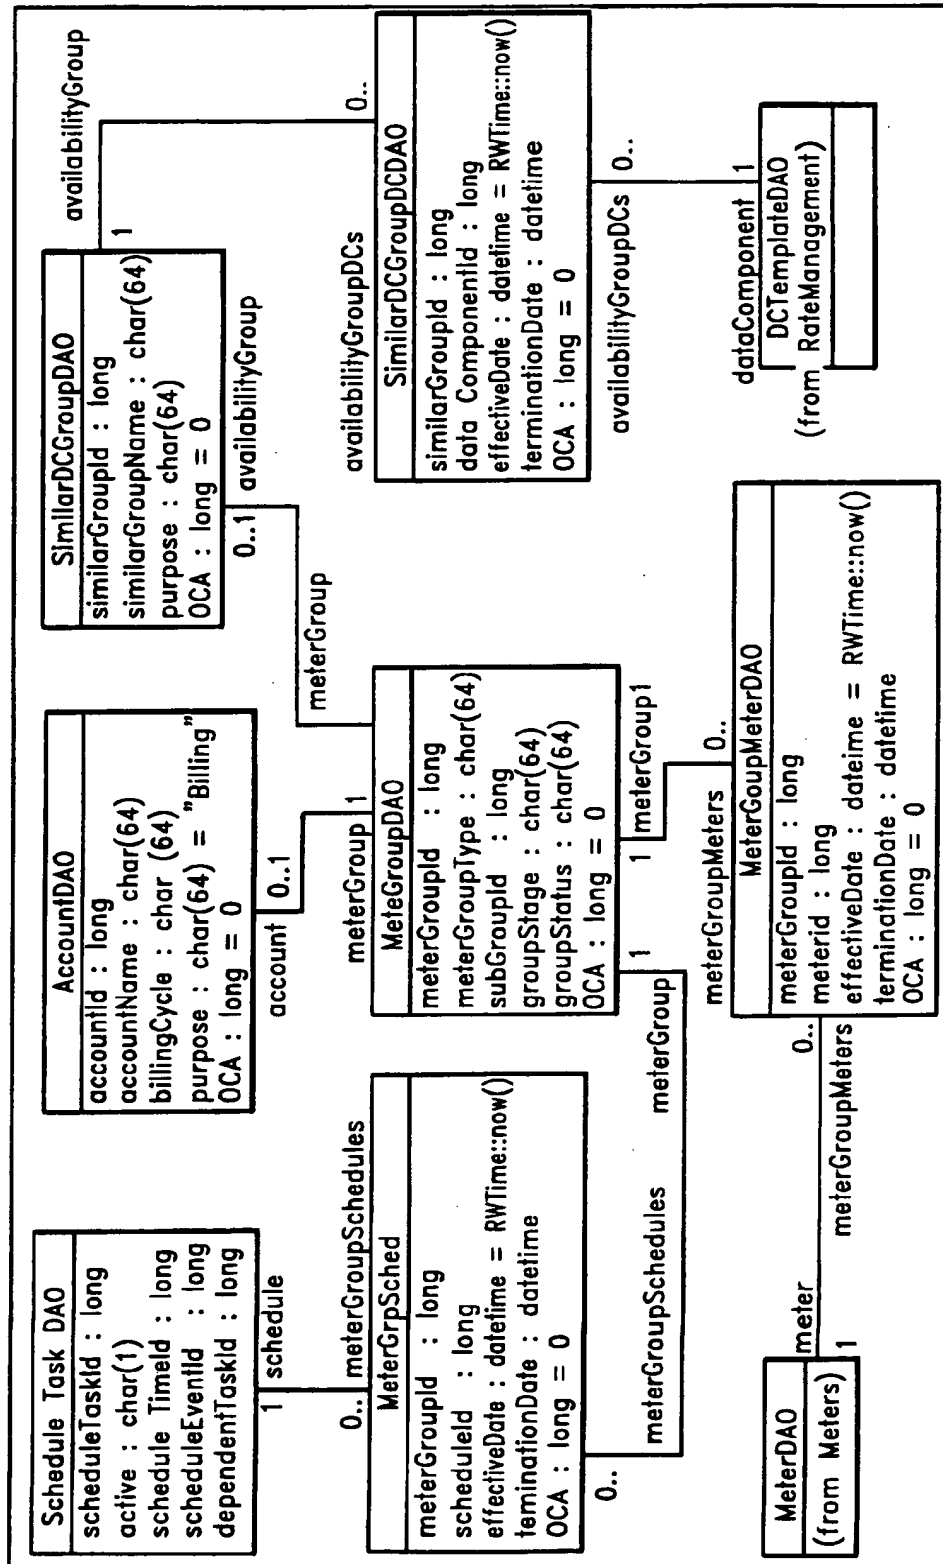 Schedule Task DAO
scheduleTaskId : long
active : char(1)
schedule TimeId : long
scheduleEventId : long
dependentTaskId : long
1
schedule
0..
meterGroupSchedules
MeterGrpSched
meterGroupId : long
scheduleId : long
effectiveDate : datetime = RWTime::now()
terminationDate : datetime
OCA : long = 0
0..
meterGroupSchedules
meterGroup
1
AccountDAO
accountId : long
accountName : char(64)
billingCycle : char (64)
purpose : char(64) = "Billing"
OCA : long = 0
account
0..1
meterGroup
1
MeteGroupDAO
meterGroupId : long
meterGroupType : char(64)
subGroupId : long
groupStage : char(64)
groupStatus : char(64)
OCA : long = 0
1
meterGroup1
meterGroupMeters
0..
MeterGoupMeterDAO
meterGroupId : long
meterid : long
effectiveDate : dateime = RWTime::now()
terminationDate : datetime
OCA : long = 0
0..
meterGroupMeters
meter
1
MeterDAO
(from Meters)
SimilarDCGroupDAO
similarGroupId : long
similarGroupName : char(64)
purpose : char(64)
OCA : long = 0
0..1
availabilityGroup
meterGroup
1
availabilityGroup
availabilityGroupDCs
0..
SimilarDCGroupDCDAO
similarGroupId : long
data ComponentId : long
effectiveDate : datetime = RWTime::now()
terminationDate : datetime
OCA : long = 0
availabilityGroupDCs
0..
dataComponent
1
DCTemplateDAO
(from RateManagement)